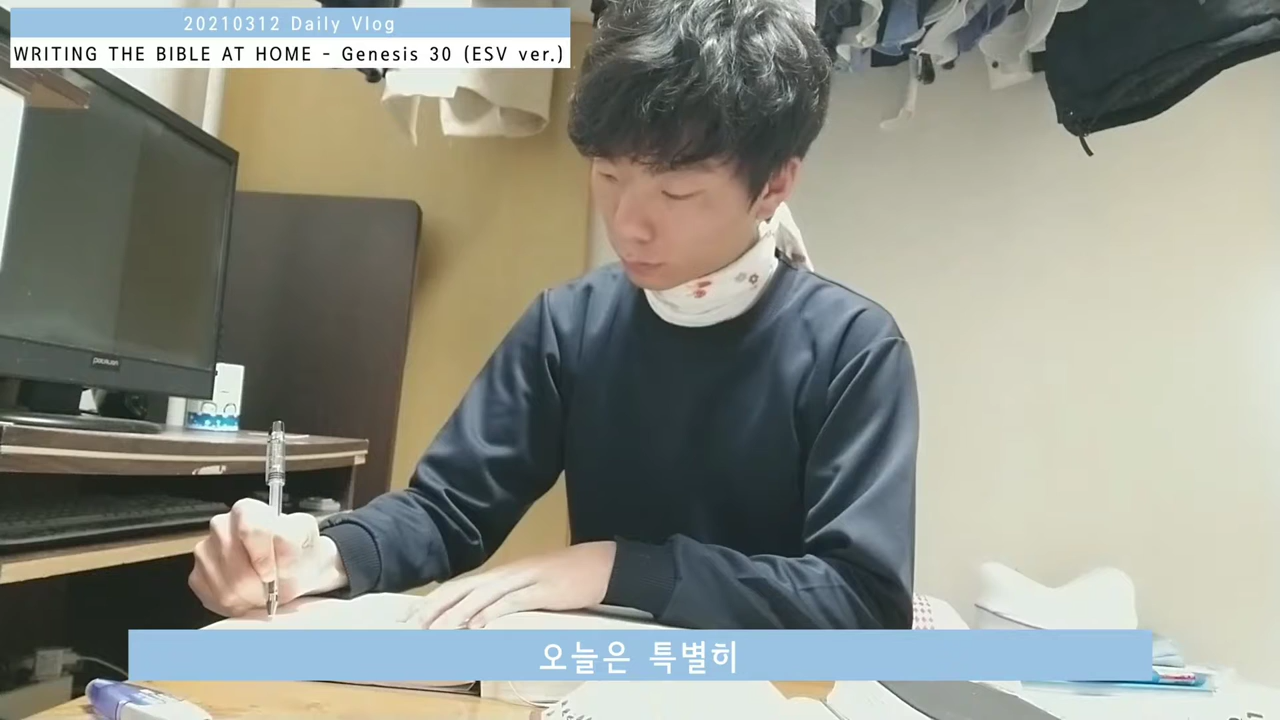 20210312 Daily Vlog
WRITING THE BIBLE AT HOME - Genesis 30 (ESV ver.)
오늘은 특별히